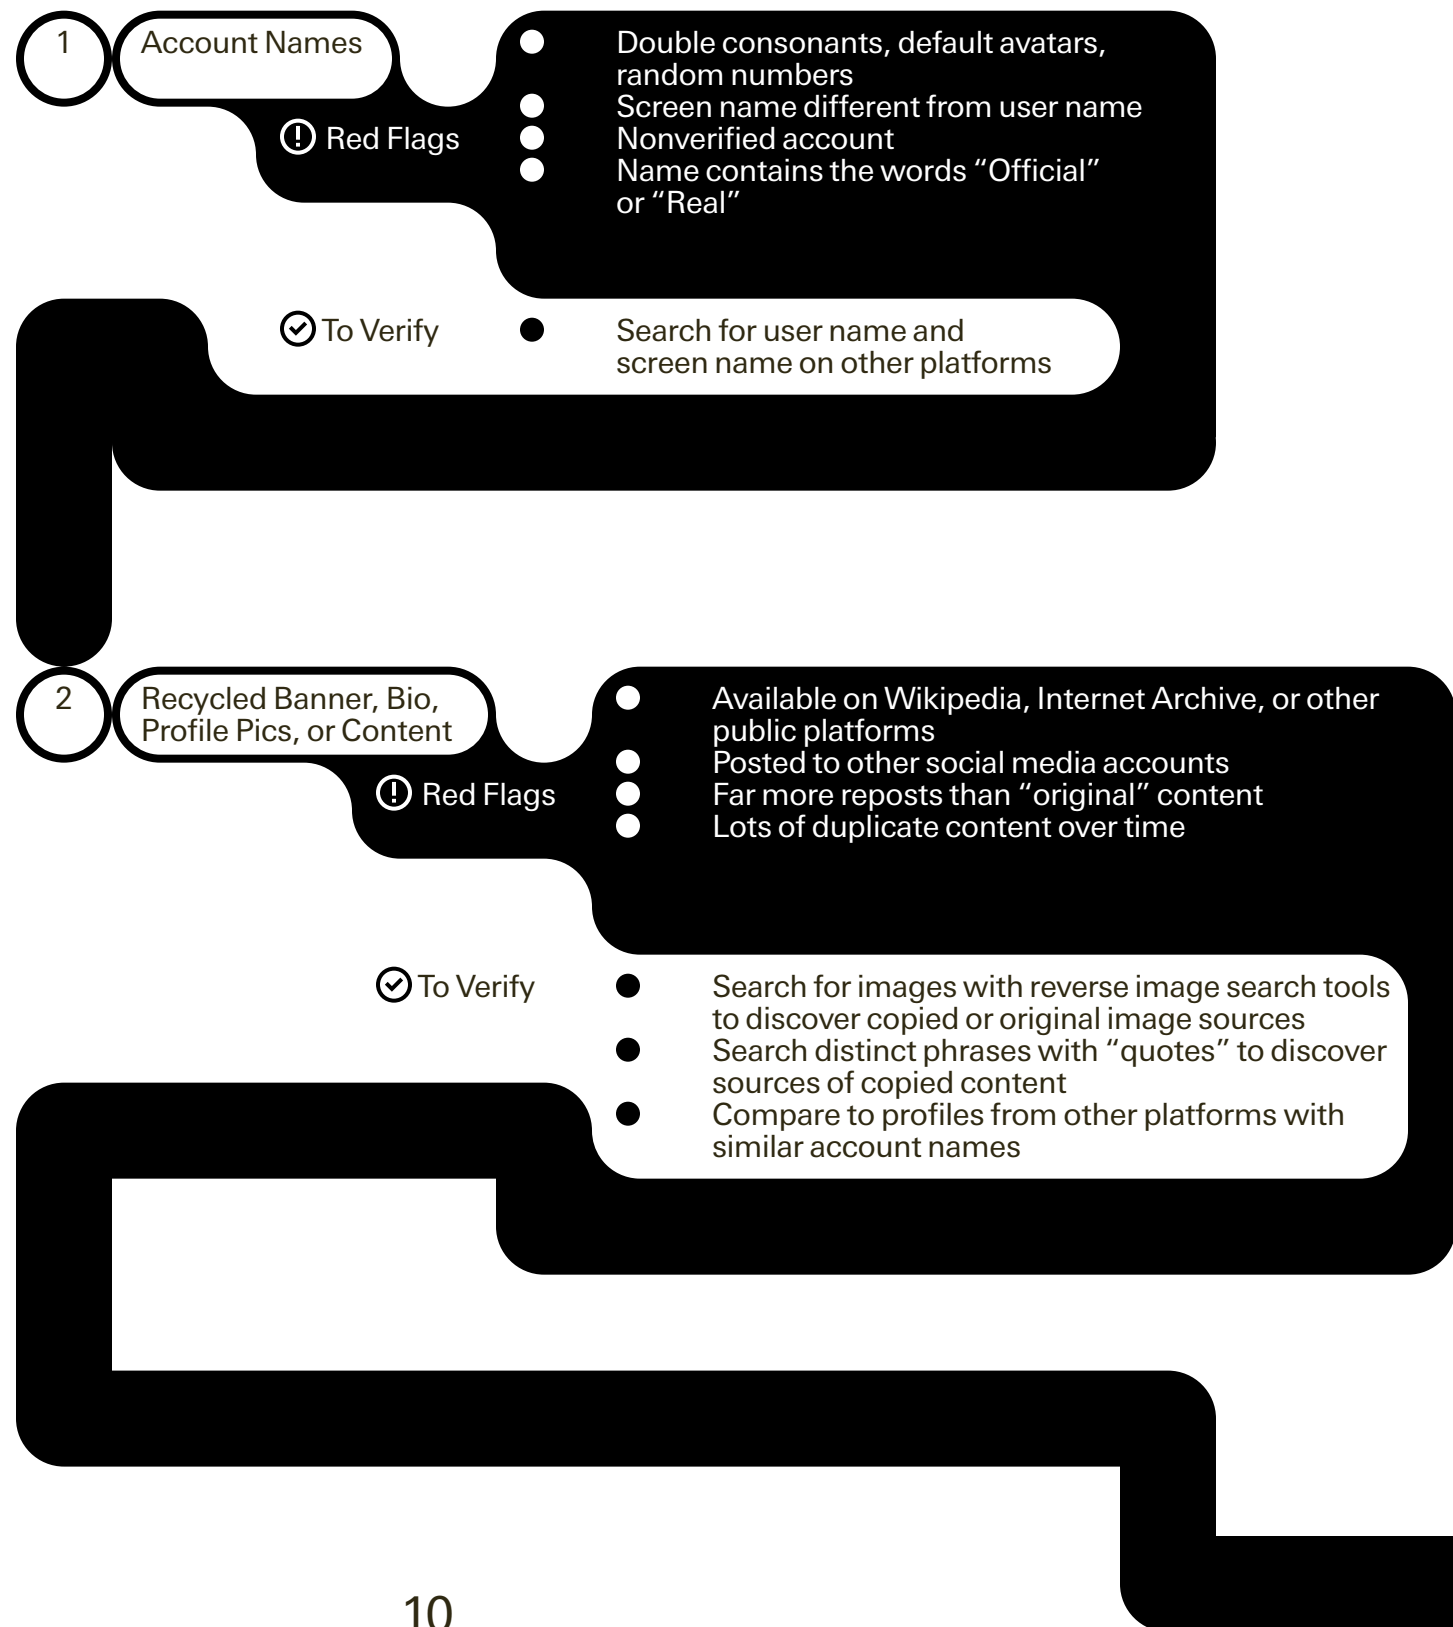 1
Account Names
Double consonants, default avatars,
random numbers
Screen name different from user name
Red Flags
Nonverified account
Name contains the words “Official”
or “Real”
To Verify
Search for user name and
screen name on other platforms
2
Recycled Banner, Bio,
Profile Pics, or Content
Available on Wikipedia, Internet Archive, or other
public platforms
Posted to other social media accounts
Red Flags
Far more reposts than “original” content
Lots of duplicate content over time
To Verify
Search for images with reverse image search tools
to discover copied or original image sources
Search distinct phrases with “quotes” to discover
sources of copied content
Compare to profiles from other platforms with
similar account names
10